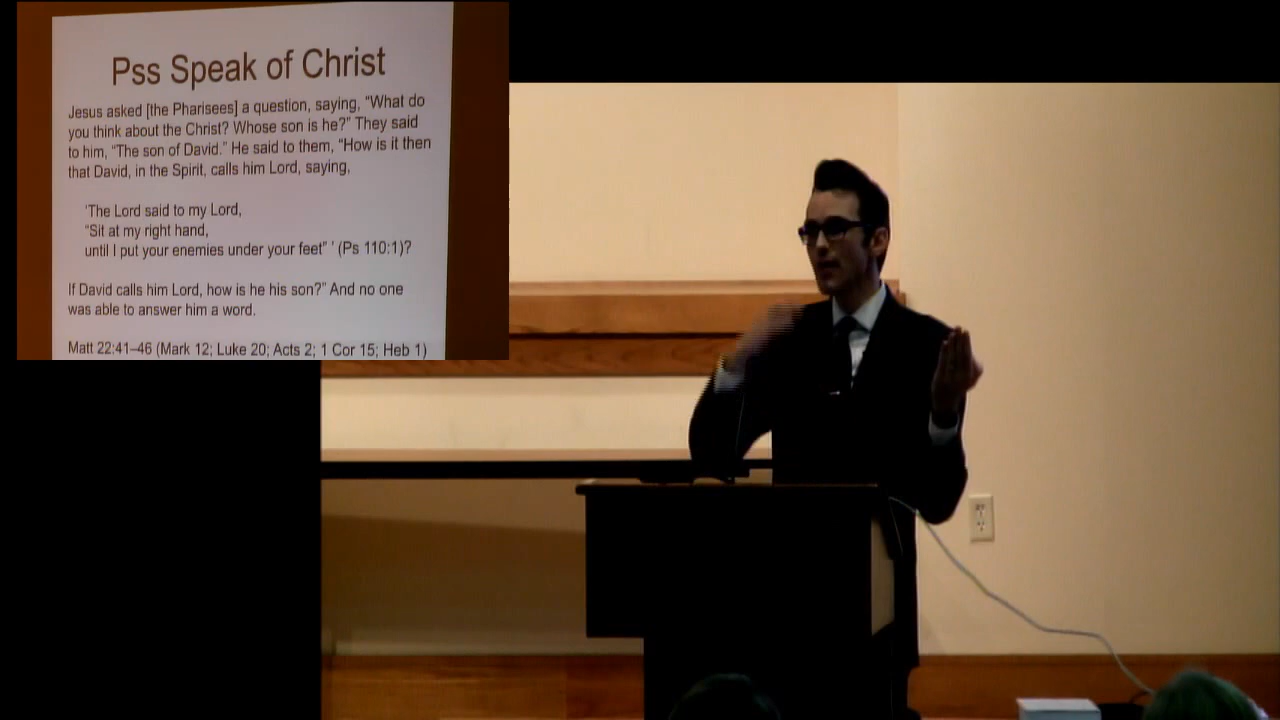 Pss Speak of Christ
Jesus asked [the Pharisees] a question, saying, “What do
you think about the Christ? Whose son is he?” They said
to him, “The son of David.” He said to them, “How is it then
that David, in the Spirit, calls him Lord, saying,
‘The Lord said to my Lord,
“Sit at my right hand,
until I put your enemies under your feet” ’ (Ps 110:1)?
If David calls him Lord, how is he his son?” And no one
was able to answer him a word.
Matt 22:41–46 (Mark 12; Luke 20; Acts 2; 1 Cor 15; Heb 1)